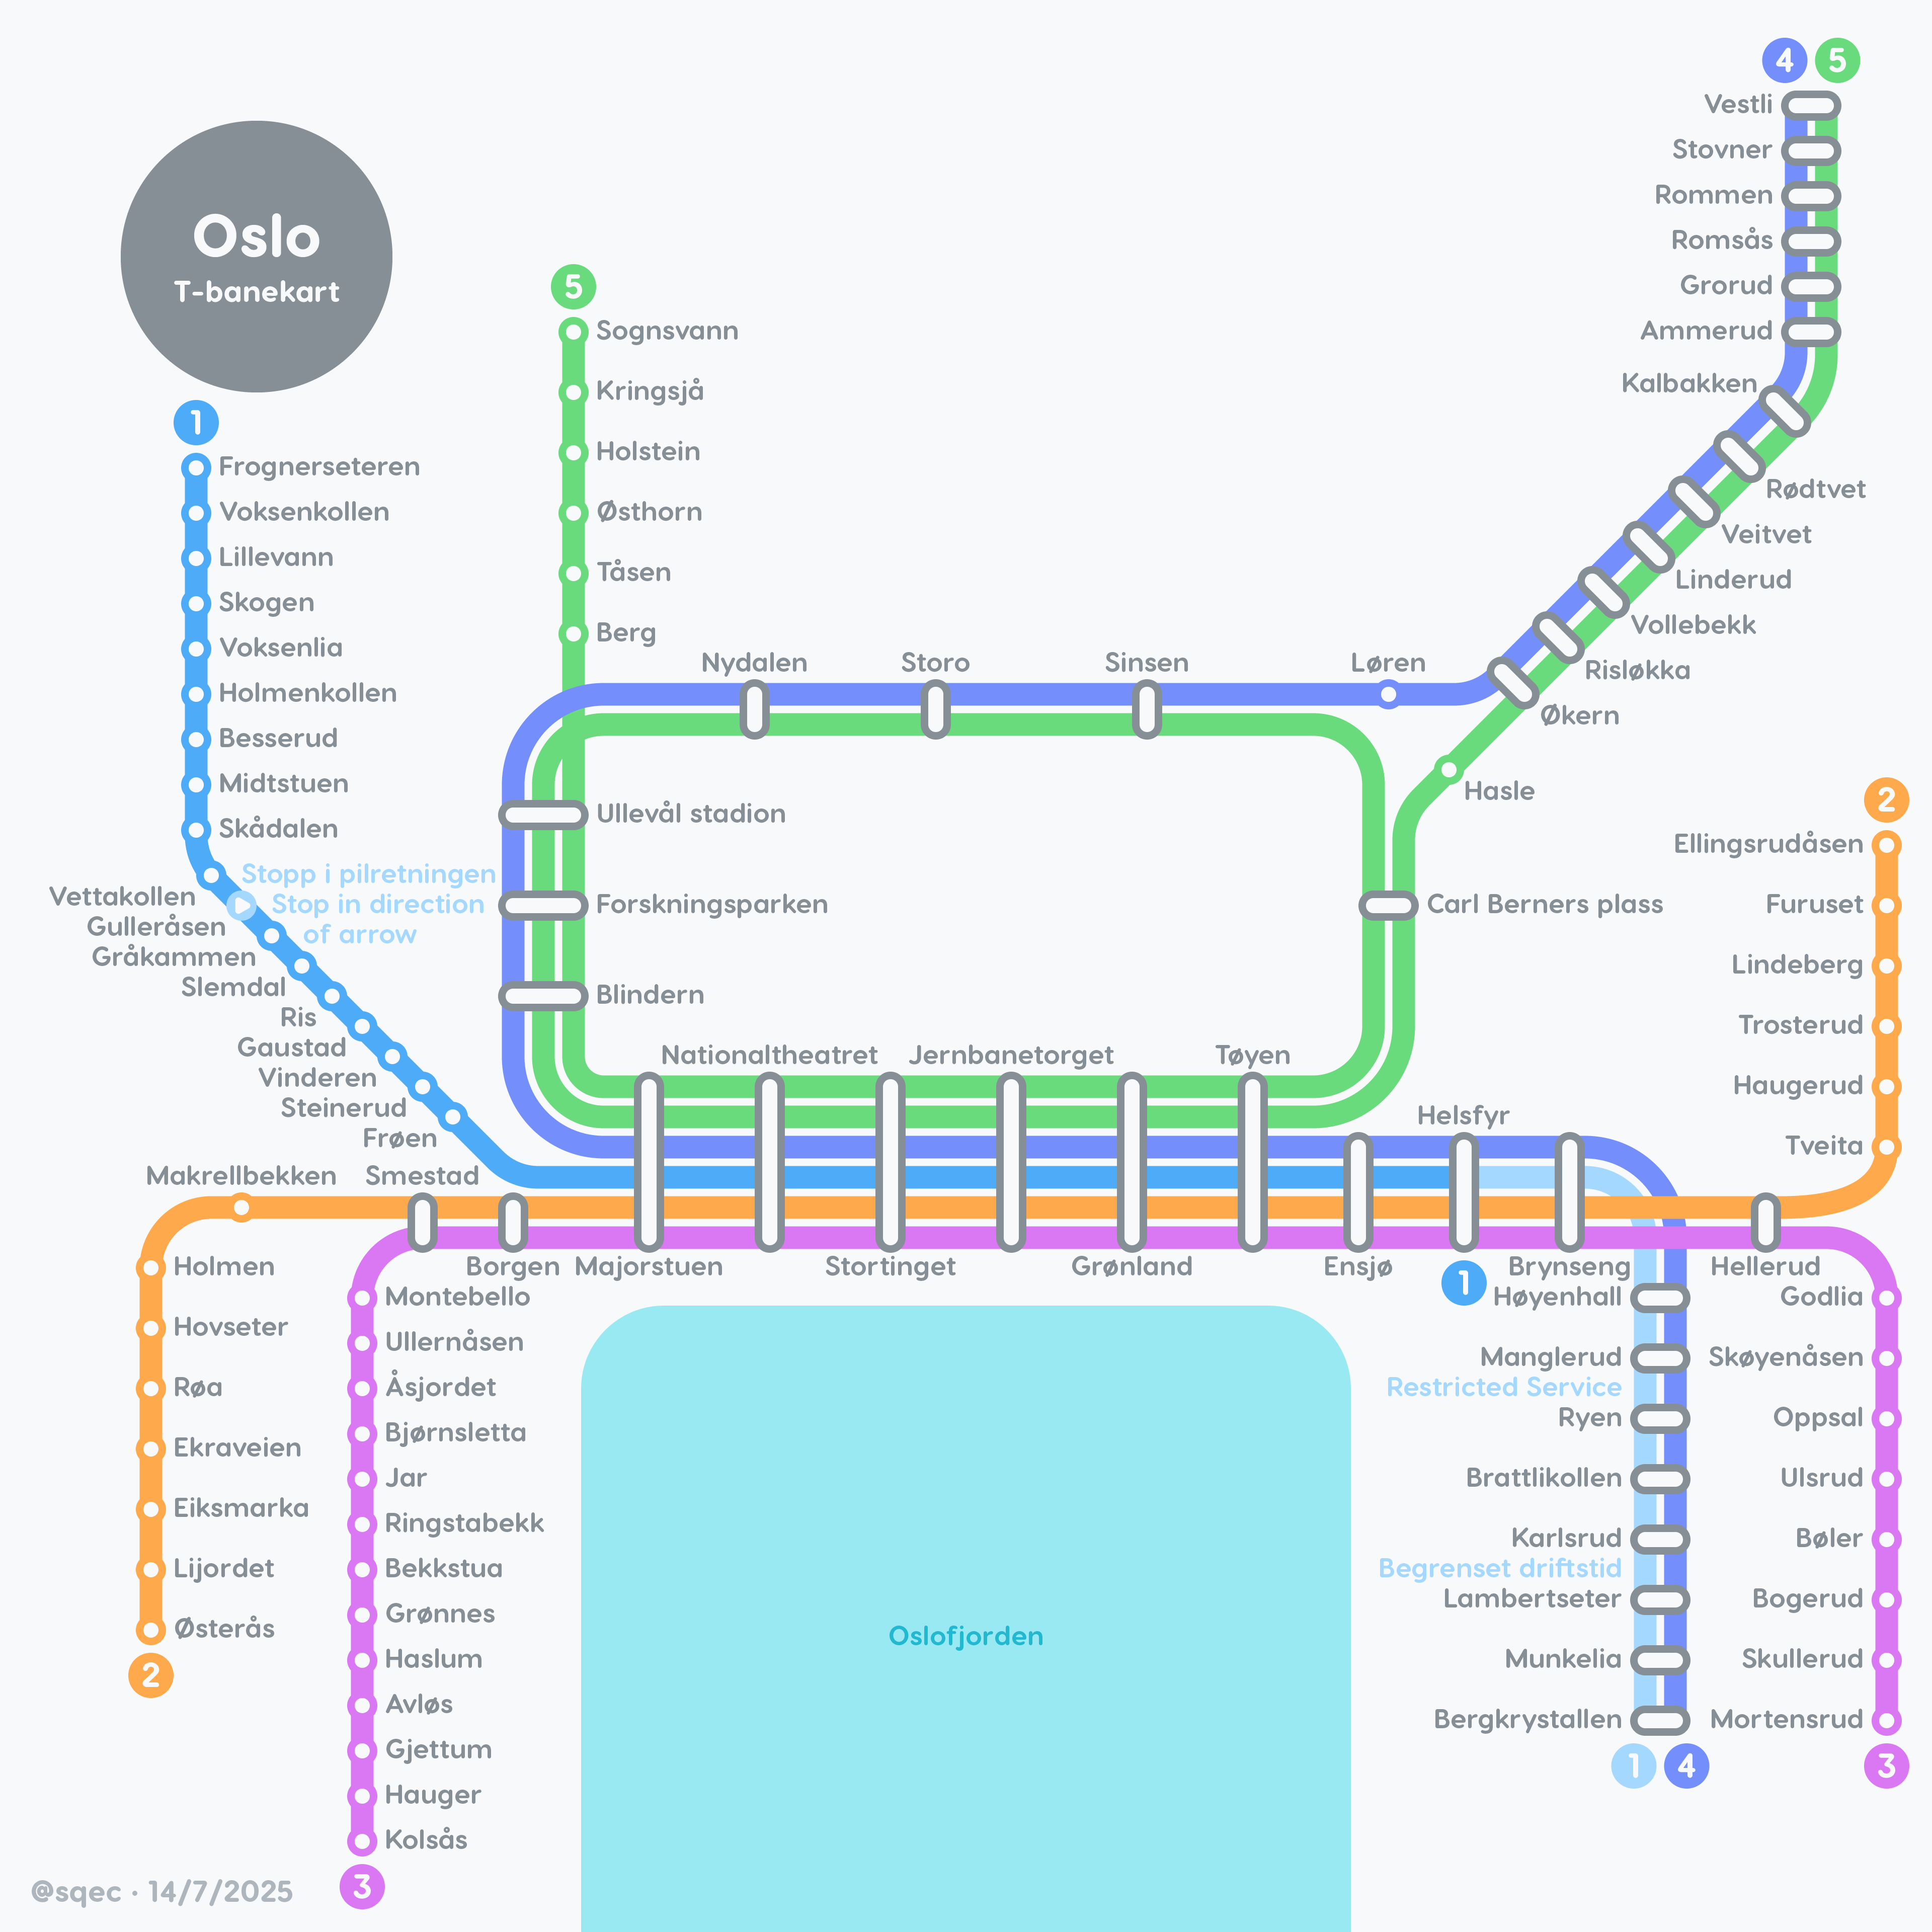 Oslo
T-banekart
1
Frognerseteren
Voksenkollen
Lillevann
Skogen
Voksenlia
Holmenkollen
Besserud
Midtstuen
Skådalen
Vettakollen
Gulleråsen
Gråkammen
Slemdal
Ris
Gaustad
Vinderen
Steinerud
Frøen
Stopp i pilretningen
Stop in direction
of arrow
5
Sognsvann
Kringsjå
Holstein
Østhorn
Tåsen
Berg
Ullevål stadion
Forskningsparken
Blindern
Nydalen
Storo
Sinsen
Løren
4
5
Vestli
Stovner
Rommen
Romsås
Grorud
Ammerud
Kalbakken
Rødtvet
Veitvet
Linderud
Vollebekk
Risløkka
Økern
Hasle
Carl Berners plass
2
Ellingsrudåsen
Furuset
Lindeberg
Trosterud
Haugerud
Tveita
Nationaltheatret
Jernbanetorget
Tøyen
Helsfyr
Makrellbekken
Smestad
Borgen
Majorstuen
Stortinget
Grønland
Ensjø
1
Brynseng
Hellerud
Holmen
Hovseter
Røa
Ekraveien
Eiksmarka
Lijordet
Østerås
2
Montebello
Ullernåsen
Åsjordet
Bjørnsletta
Jar
Ringstabekk
Bekkstua
Grønnes
Haslum
Avløs
Gjettum
Hauger
Kolsås
3
Oslofjorden
Høyenhall
Manglerud
Restricted Service
Ryen
Brattlikollen
Karlsrud
Begrenset driftstid
Lambertseter
Munkelia
Bergkrystallen
1
4
Godlia
Skøyenåsen
Oppsal
Ulsrud
Bøler
Bogerud
Skullerud
Mortensrud
3
@sqec · 14/7/2025